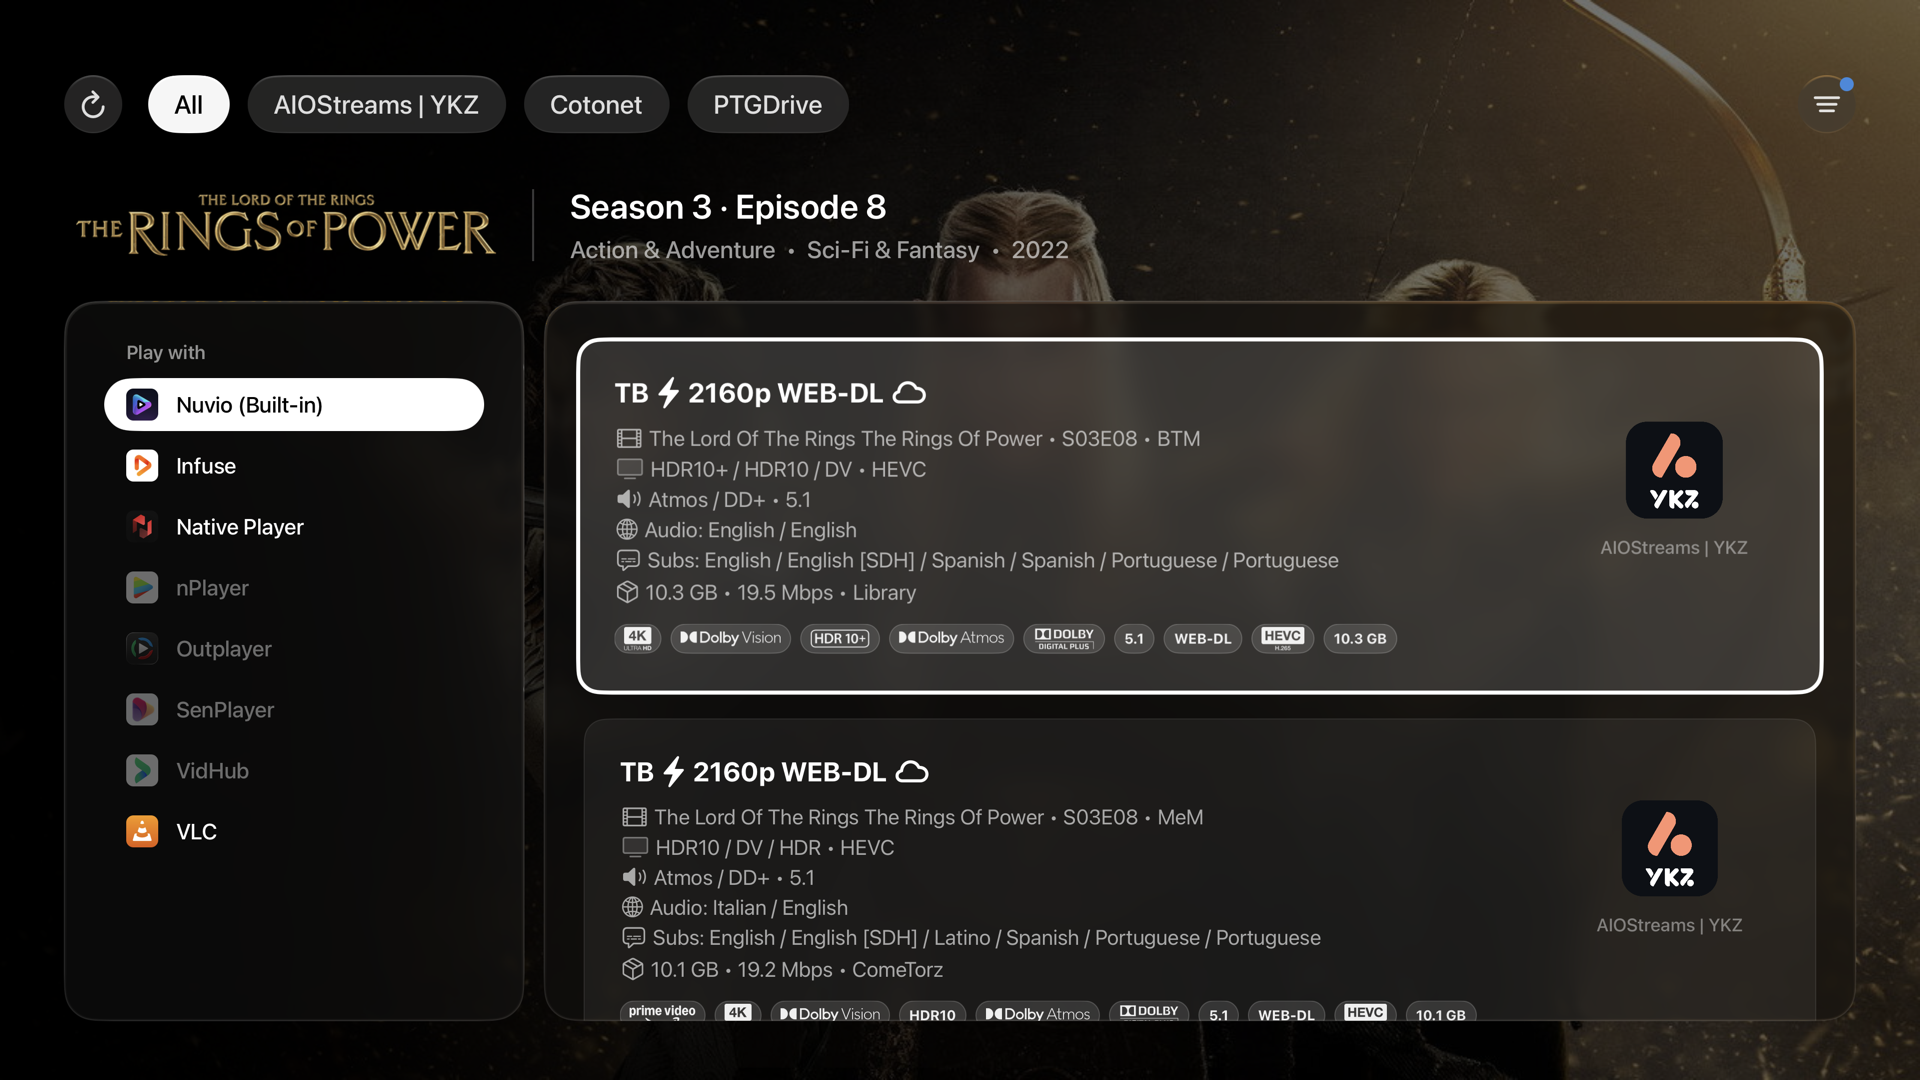 All
AIOStreams | YKZ
Cotonet
PTGDrive
THE LORD OF THE RINGS
THE RINGS OF POWER
Season 3 · Episode 8
Action & Adventure • Sci-Fi & Fantasy • 2022
Play with
Nuvio (Built-in)
Infuse
Native Player
nPlayer
Outplayer
SenPlayer
VidHub
VLC
TB 2160p WEB-DL
The Lord Of The Rings The Rings Of Power • S03E08 • BTM
HDR10+ / HDR10 / DV • HEVC
Atmos / DD+ • 5.1
Audio: English / English
Subs: English / English [SDH] / Spanish / Spanish / Portuguese / Portuguese
10.3 GB • 19.5 Mbps • Library
4K ULTRA HD Dolby Vision HDR 10+ Dolby Atmos DOLBY DIGITAL PLUS 5.1 WEB-DL HEVC H.265 10.3 GB
YKZ
AIOStreams | YKZ
TB 2160p WEB-DL
The Lord Of The Rings The Rings Of Power • S03E08 • MeM
HDR10 / DV / HDR • HEVC
Atmos / DD+ • 5.1
Audio: Italian / English
Subs: English / English [SDH] / Latino / Spanish / Portuguese / Portuguese
10.1 GB • 19.2 Mbps • ComeTorz
prime video 4K Dolby Vision HDR10 Dolby Atmos DOLBY 5.1 WEB-DL HEVC 10.1 GB
YKZ
AIOStreams | YKZ